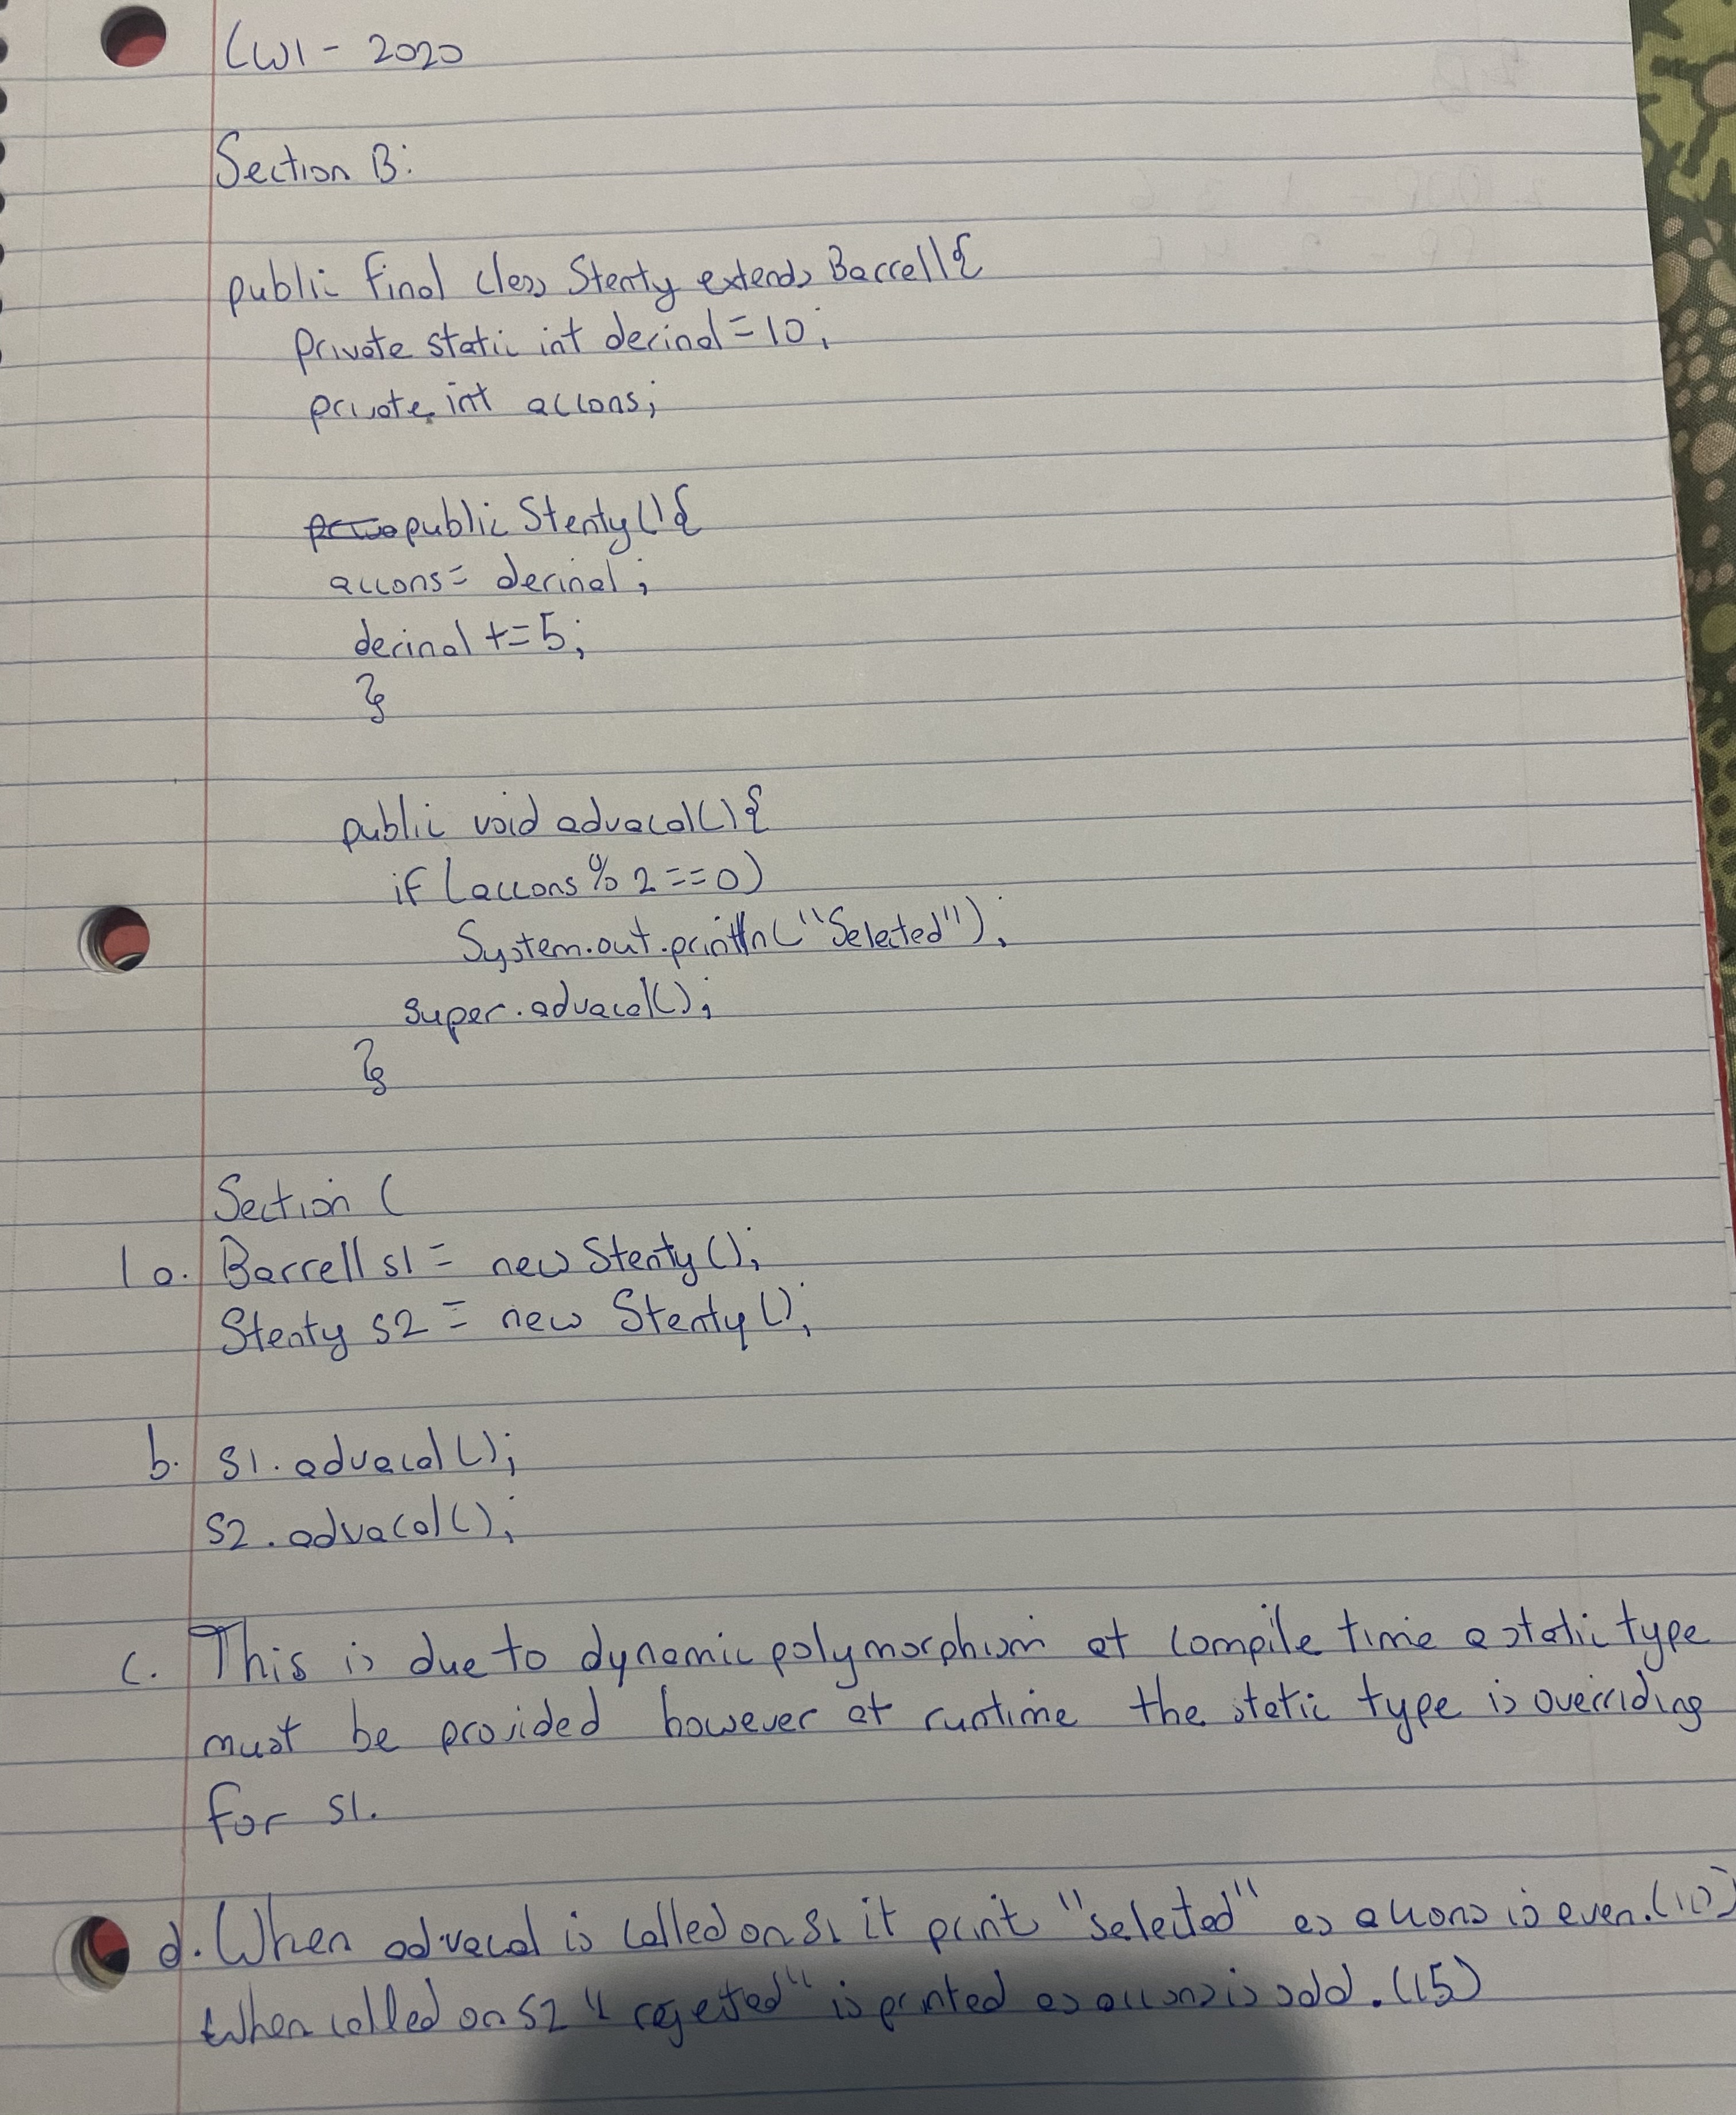 CW1 - 2020
Section B:
public final class Stenty extends Barrell{
private static int decimal = 10;
private int accons;
public Stenty(){
accons = decimal;
decimal += 5;
}
public void advacal(){
if (accons % 2 == 0)
System.out.println("Selected");
super.advacal();
}
Section C
1a. Barrell s1 = new Stenty();
Stenty s2 = new Stenty();
b. s1.advacal();
s2.advacal();
c. This is due to dynamic polymorphism at compile time a static type
must be provided however at runtime the static type is overriding
for s1.
d. When advacal is called on s1 it prints "selected" as accons is even. (10)
When called on s2 "rejected" is printed as accons is odd. (15)